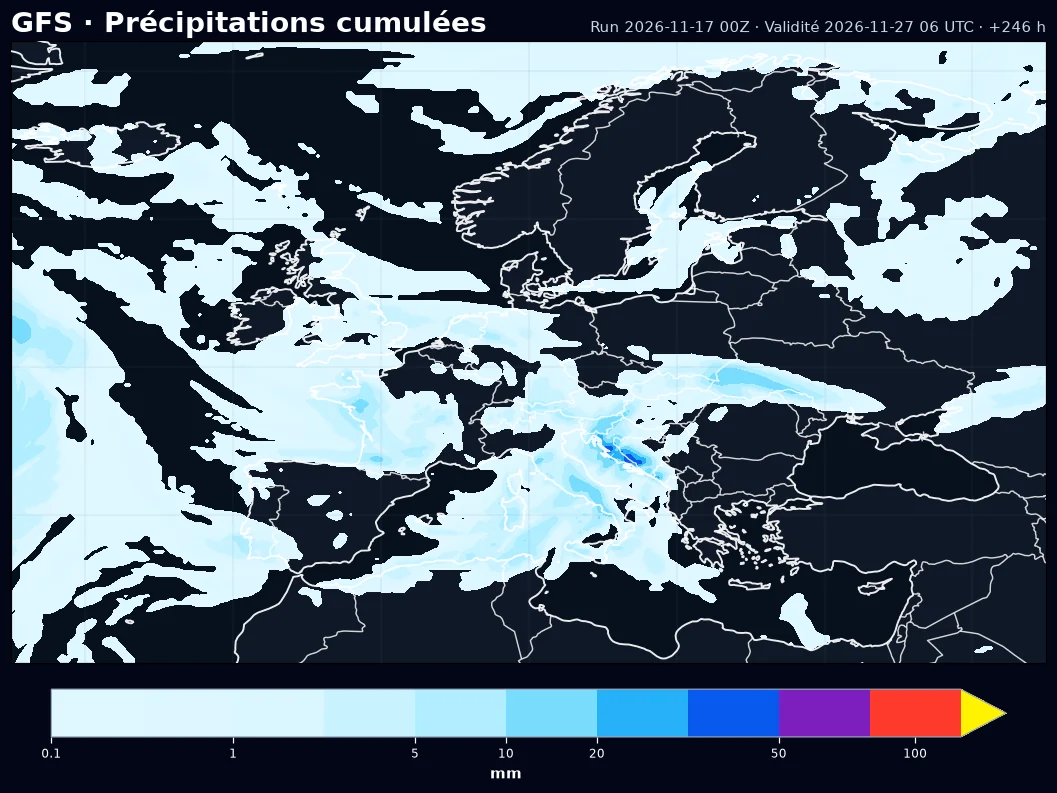 GFS · Précipitations cumulées
Run 2026-11-17 00Z · Validité 2026-11-27 06 UTC · +246 h
0.1 1 5 10 20 50 100
mm